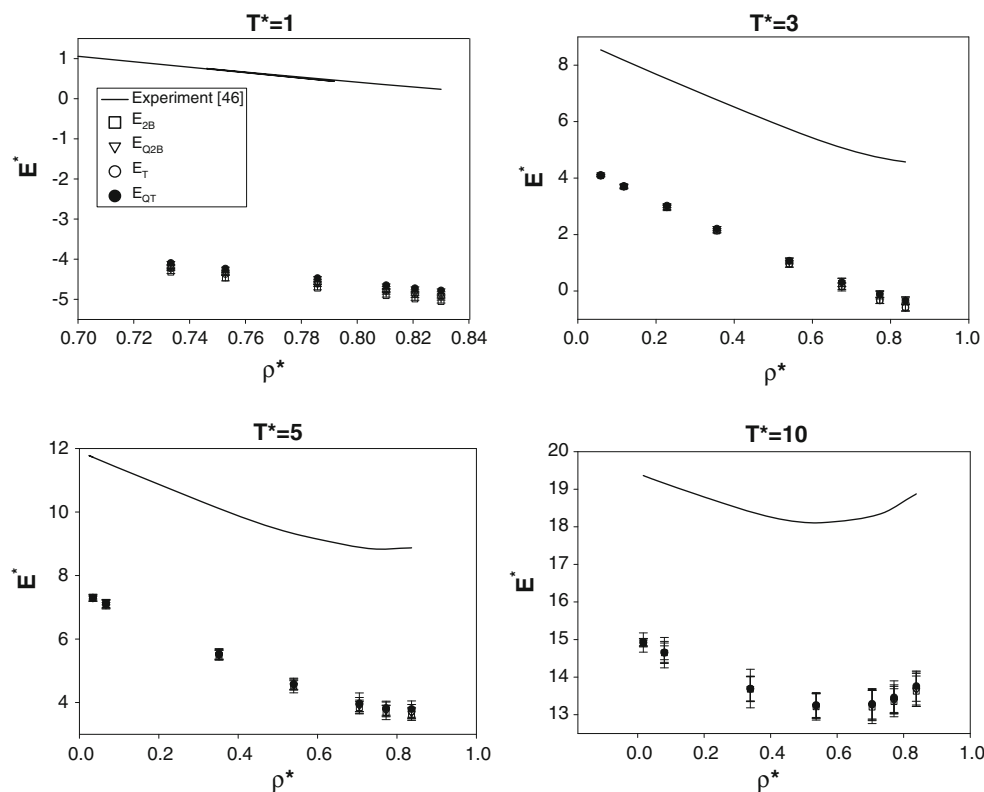 T*=1
E*
1
0
-1
-2
-3
-4
-5
Experiment [46]
E2B
EQ2B
ET
EQT
0.70 0.72 0.74 0.76 0.78 0.80 0.82 0.84
ρ*
T*=3
E*
8
6
4
2
0
0.0 0.2 0.4 0.6 0.8 1.0
ρ*
T*=5
E*
12
10
8
6
4
0.0 0.2 0.4 0.6 0.8 1.0
ρ*
T*=10
E*
20
19
18
17
16
15
14
13
0.0 0.2 0.4 0.6 0.8 1.0
ρ*